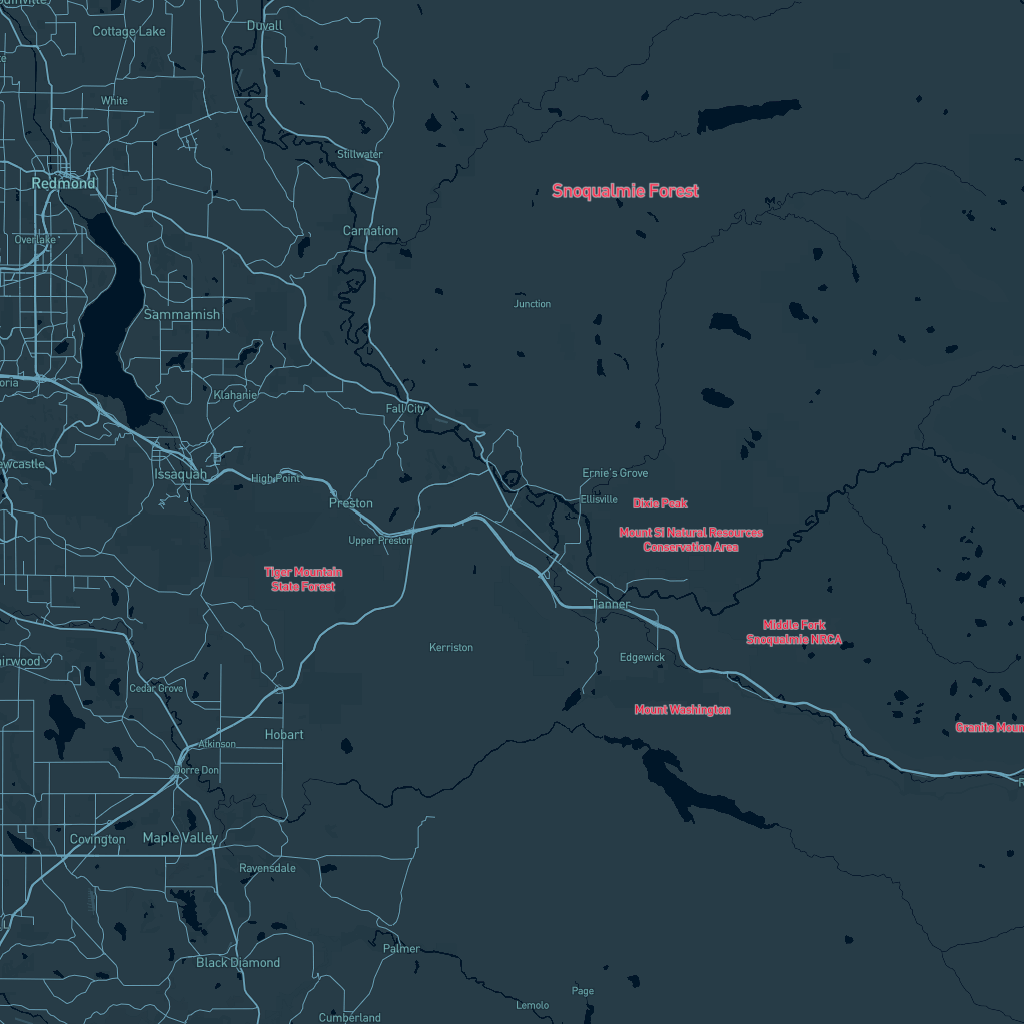 Duvall
Cottage Lake
White
Stillwater
Redmond
Snoqualmie Forest
Carnation
Overlake
Junction
Sammamish
Klahanie
Fall City
Issaquah
High Point
Ernie's Grove
Ellisville
Preston
Dixie Peak
Upper Preston
Mount Si Natural Resources
Conservation Area
Tiger Mountain
State Forest
Tanner
Middle Fork
Snoqualmie NRCA
Kerriston
Edgewick
Cedar Grove
Mount Washington
Granite Moun
Hobart
Atkinson
Dorre Don
Covington
Maple Valley
Ravensdale
Palmer
Black Diamond
Page
Lemolo
Cumberland